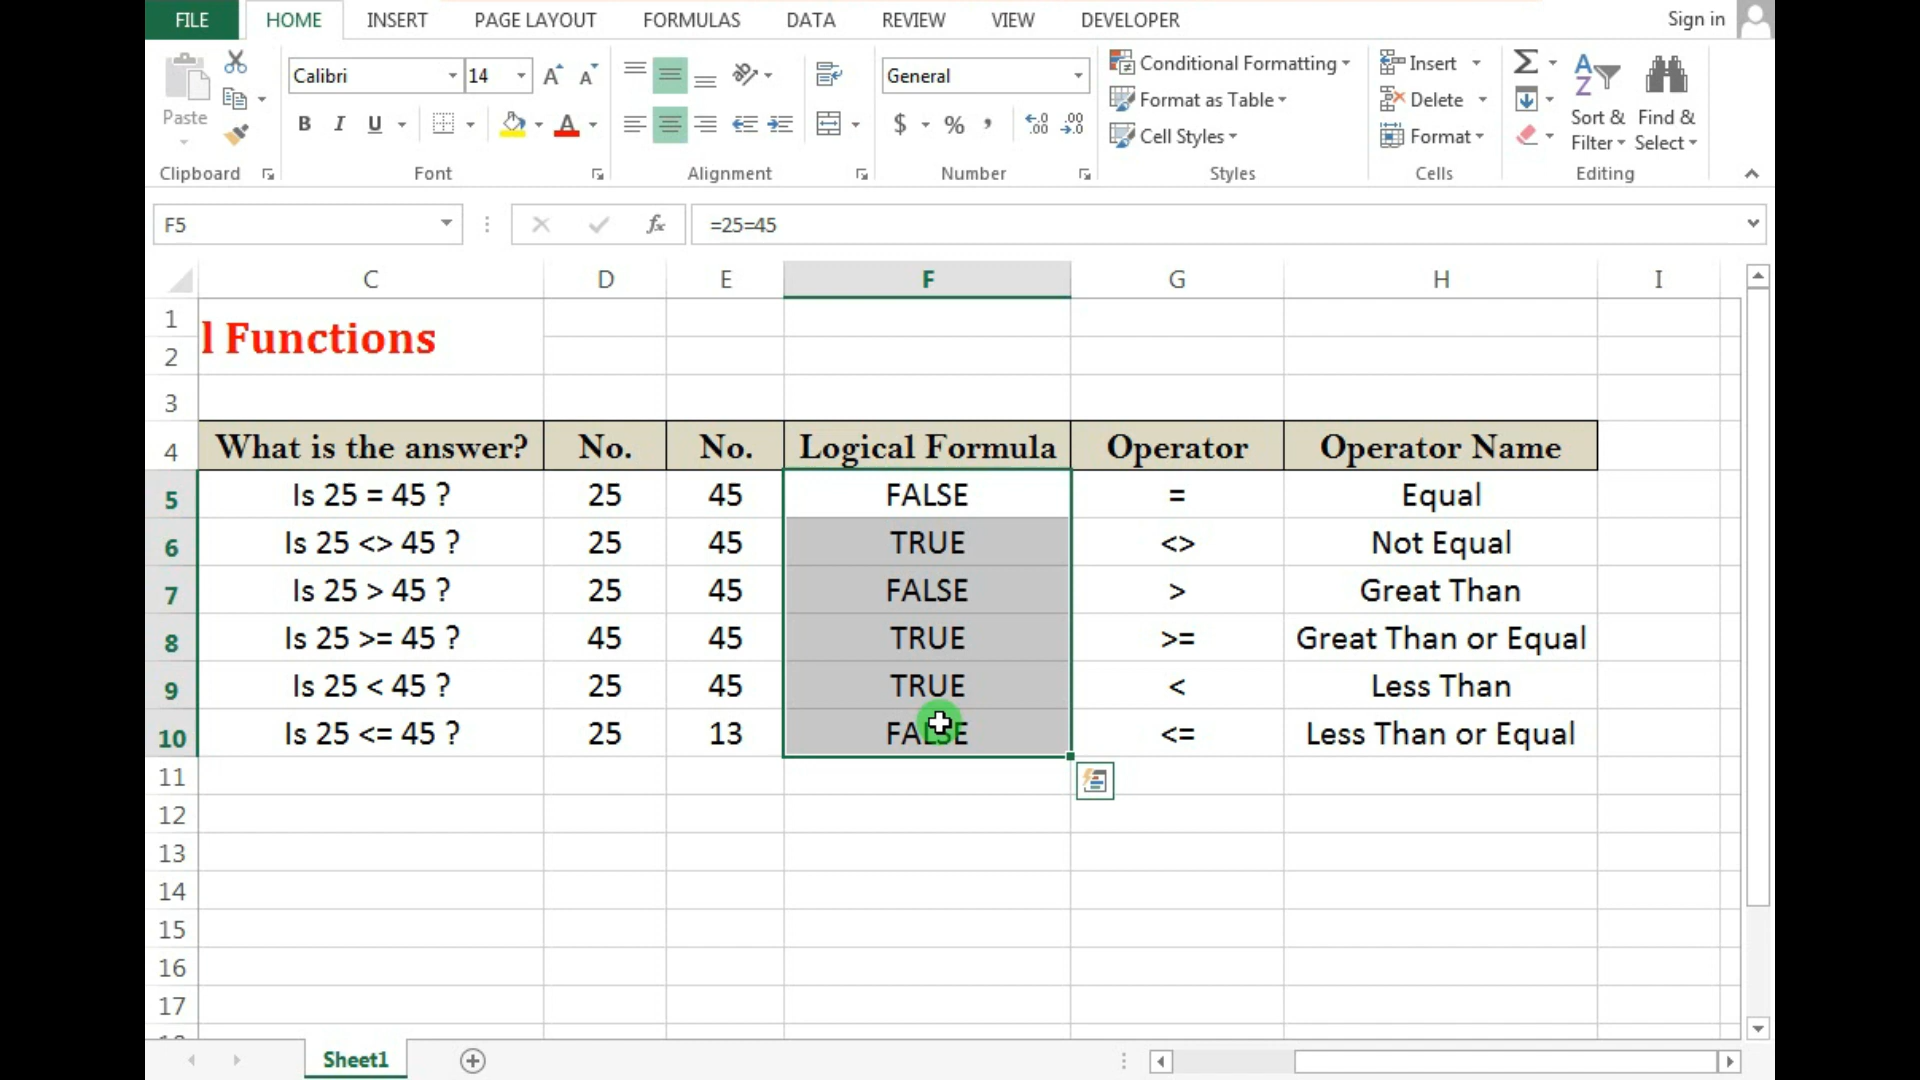 FILE HOME INSERT PAGE LAYOUT FORMULAS DATA REVIEW VIEW DEVELOPER Sign in
Calibri 14 General Conditional Formatting Insert
Paste Format as Table Delete Sort & Filter Find & Select
B I U $ % , Cell Styles Format
Clipboard Font Alignment Number Styles Cells Editing
F5 fx =25=45
C D E F G H I
1
l Functions
2
3
4 What is the answer? No. No. Logical Formula Operator Operator Name
5 Is 25 = 45 ? 25 45 FALSE = Equal
6 Is 25 <> 45 ? 25 45 TRUE <> Not Equal
7 Is 25 > 45 ? 25 45 FALSE > Great Than
8 Is 25 >= 45 ? 45 45 TRUE >= Great Than or Equal
9 Is 25 < 45 ? 25 45 TRUE < Less Than
10 Is 25 <= 45 ? 25 13 FALSE <= Less Than or Equal
11
12
13
14
15
16
17
Sheet1